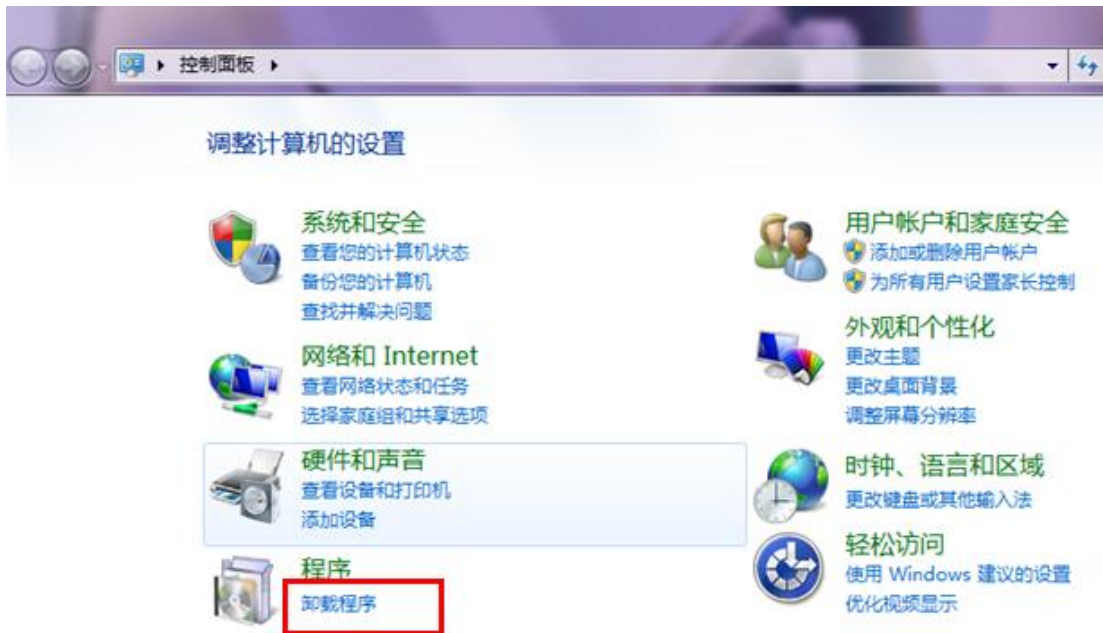 控制面板
调整计算机的设置
系统和安全
查看您的计算机状态
备份您的计算机
查找并解决问题
网络和 Internet
查看网络状态和任务
选择家庭组和共享选项
硬件和声音
查看设备和打印机
添加设备
程序
卸载程序
用户帐户和家庭安全
添加或删除用户帐户
为所有用户设置家长控制
外观和个性化
更改主题
更改桌面背景
调整屏幕分辨率
时钟、语言和区域
更改键盘或其他输入法
轻松访问
使用 Windows 建议的设置
优化视频显示